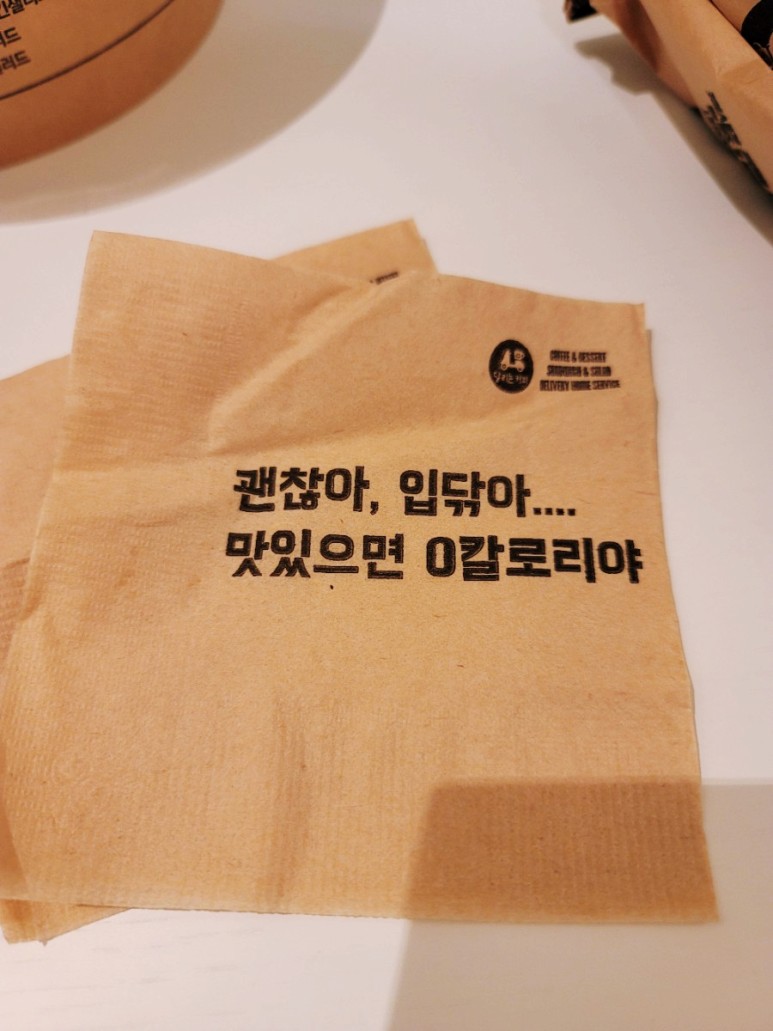 COFFEE & DESSERT
SANDWICH & SALAD
DELIVERY HOME SERVICE
괜찮아, 입닦아....
맛있으면 0칼로리야